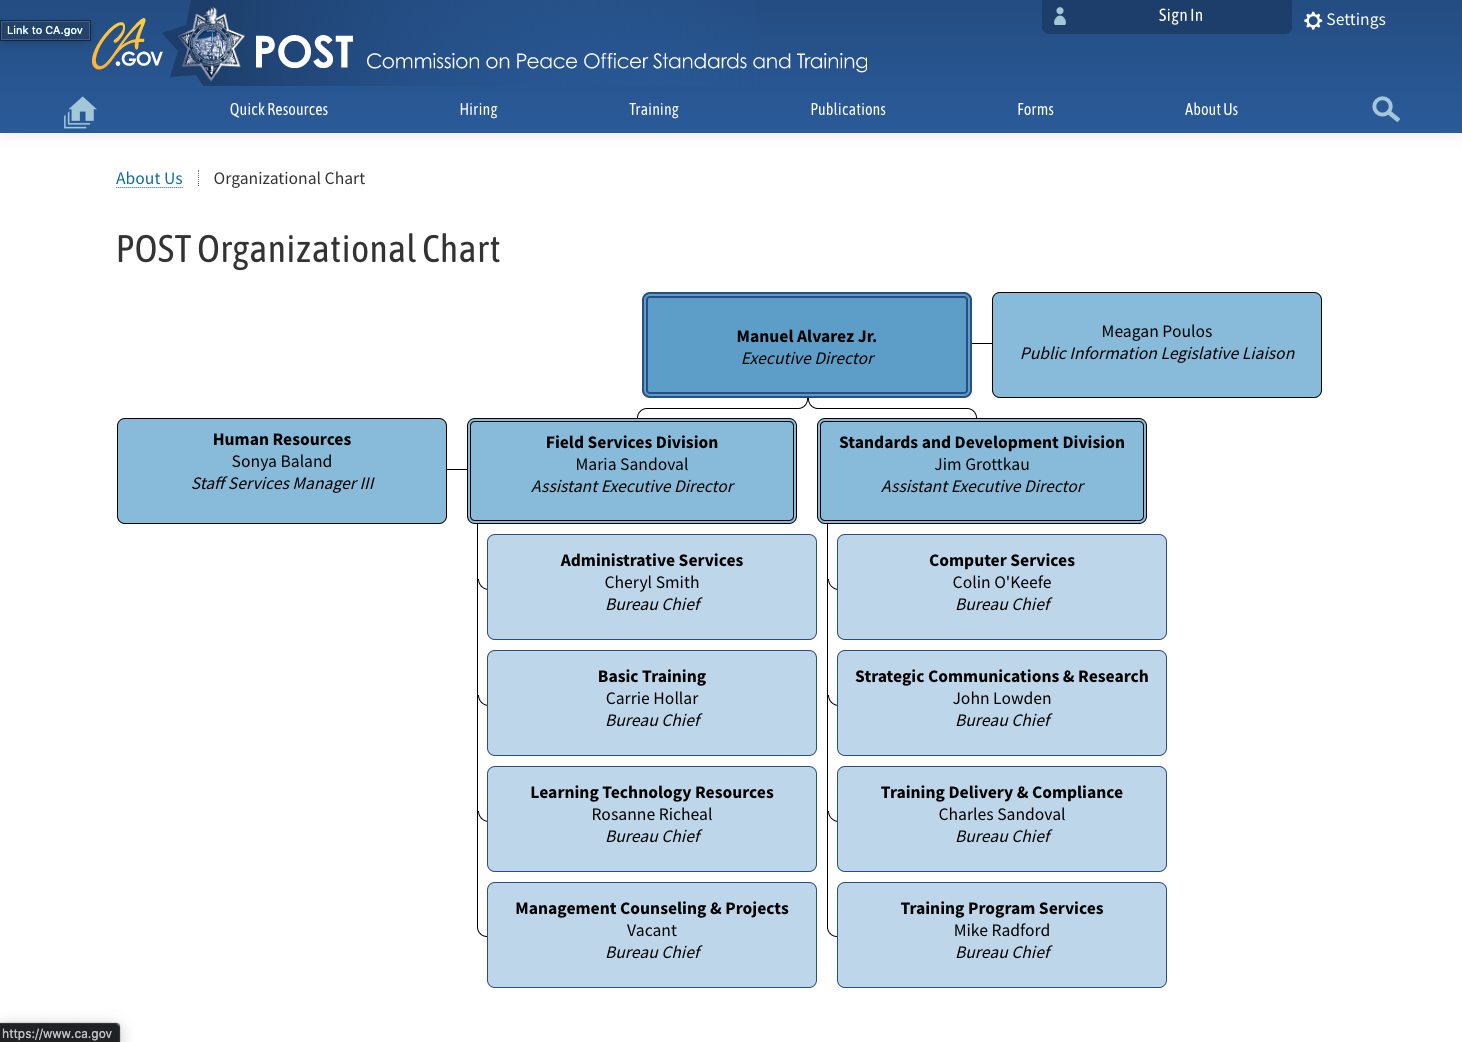 Link to CA.gov
CA
.GOV
POST Commission on Peace Officer Standards and Training
Sign In
Settings
Quick Resources
Hiring
Training
Publications
Forms
About Us
About Us
Organizational Chart
POST Organizational Chart
Manuel Alvarez Jr.
Executive Director
Meagan Poulos
Public Information Legislative Liaison
Human Resources
Sonya Baland
Staff Services Manager III
Field Services Division
Maria Sandoval
Assistant Executive Director
Standards and Development Division
Jim Grottkau
Assistant Executive Director
Administrative Services
Cheryl Smith
Bureau Chief
Computer Services
Colin O'Keefe
Bureau Chief
Basic Training
Carrie Hollar
Bureau Chief
Strategic Communications & Research
John Lowden
Bureau Chief
Learning Technology Resources
Rosanne Richeal
Bureau Chief
Training Delivery & Compliance
Charles Sandoval
Bureau Chief
Management Counseling & Projects
Vacant
Bureau Chief
Training Program Services
Mike Radford
Bureau Chief
https://www.ca.gov